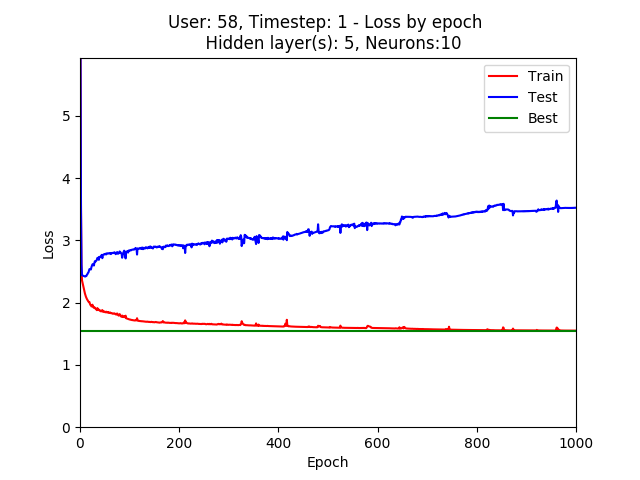 User: 58, Timestep: 1 - Loss by epoch
Hidden layer(s): 5, Neurons:10
Train
Test
Best
Loss
5
4
3
2
1
0
0 200 400 600 800 1000
Epoch